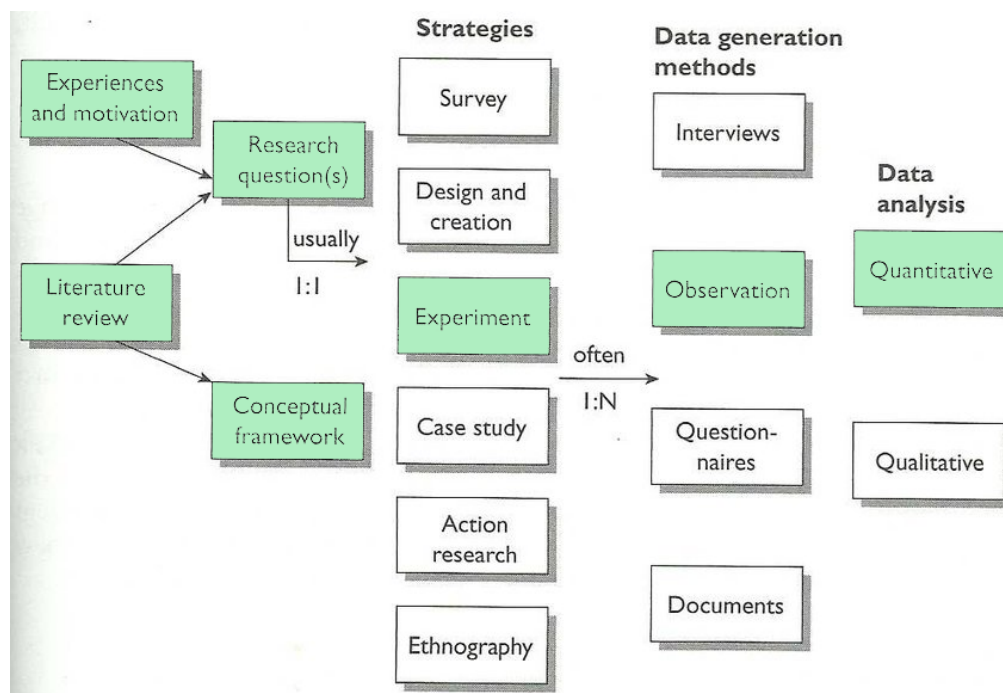 Experiences
and motivation
Literature
review
Research
question(s)
usually
1:1
Conceptual
framework
Strategies
Survey
Design and
creation
Experiment
Case study
Action
research
Ethnography
often
1:N
Data generation
methods
Interviews
Observation
Question-
naires
Documents
Data
analysis
Quantitative
Qualitative